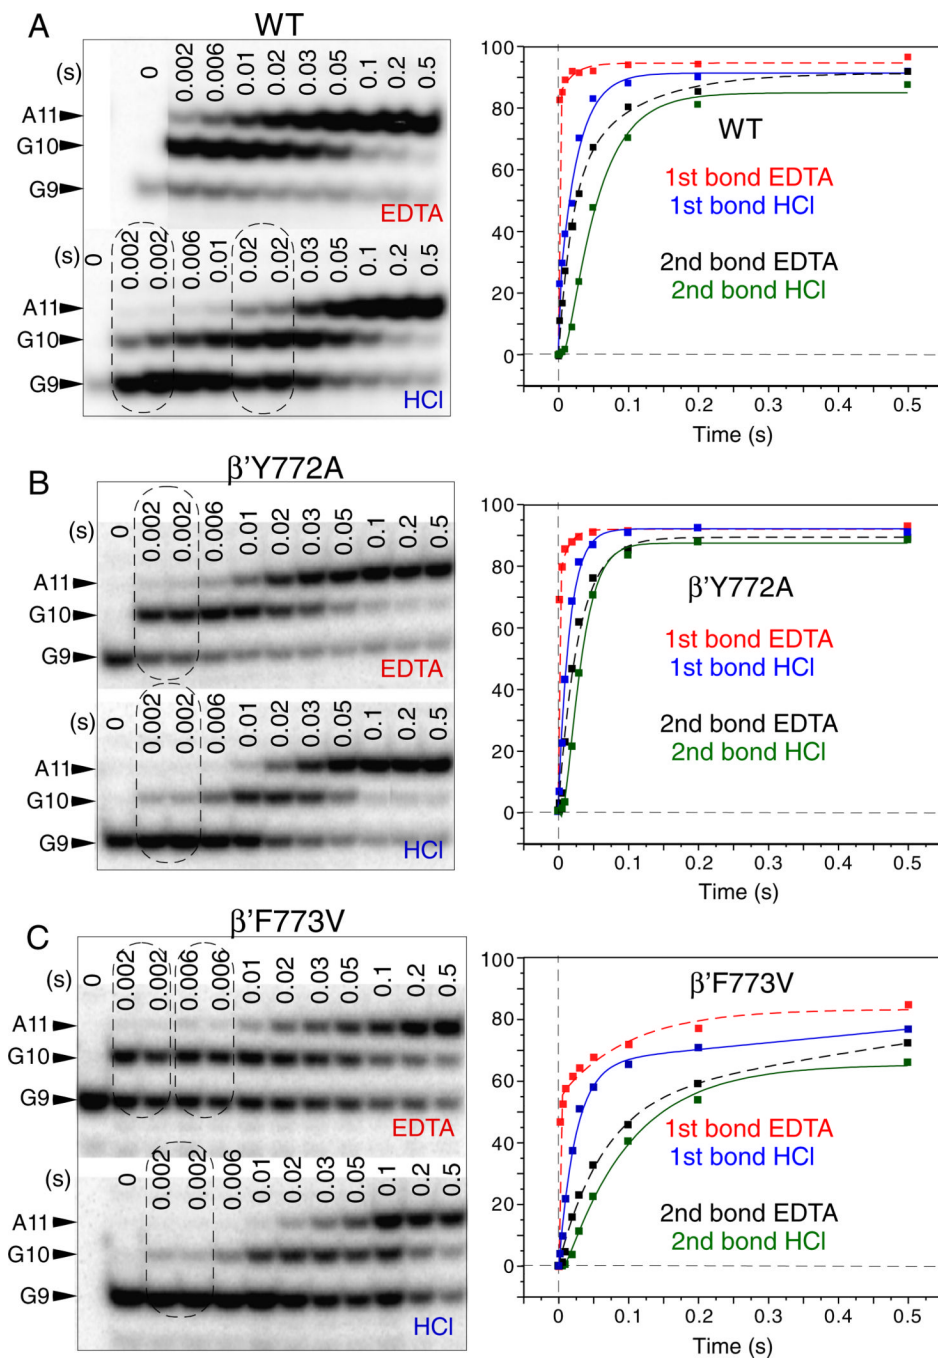 A
WT
(s) 0 0.002 0.006 0.01 0.02 0.03 0.05 0.1 0.2 0.5
A11
G10
G9
EDTA
(s) 0 0.002 0.002 0.006 0.01 0.02 0.02 0.03 0.05 0.1 0.2 0.5
A11
G10
G9
HCl
100
80
60
40
20
0
WT
1st bond EDTA
1st bond HCl
2nd bond EDTA
2nd bond HCl
0 0.1 0.2 0.3 0.4 0.5
Time (s)
B
β'Y772A
(s) 0 0.002 0.002 0.006 0.01 0.02 0.03 0.05 0.1 0.2 0.5
A11
G10
G9
EDTA
(s) 0 0.002 0.002 0.006 0.01 0.02 0.03 0.05 0.1 0.2 0.5
A11
G10
G9
HCl
100
80
60
40
20
0
β'Y772A
1st bond EDTA
1st bond HCl
2nd bond EDTA
2nd bond HCl
0 0.1 0.2 0.3 0.4 0.5
Time (s)
C
β'F773V
(s) 0 0.002 0.002 0.006 0.006 0.01 0.02 0.03 0.05 0.1 0.2 0.5
A11
G10
G9
EDTA
(s) 0 0.002 0.002 0.006 0.01 0.02 0.03 0.05 0.1 0.2 0.5
A11
G10
G9
HCl
100
80
60
40
20
0
β'F773V
1st bond EDTA
1st bond HCl
2nd bond EDTA
2nd bond HCl
0 0.1 0.2 0.3 0.4 0.5
Time (s)